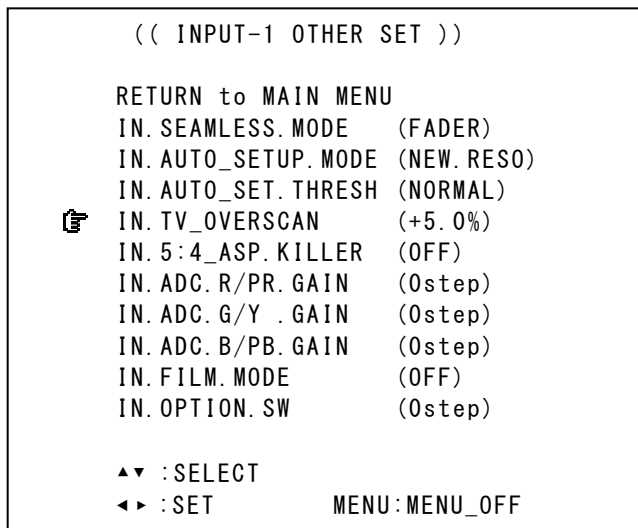 (( INPUT-1 OTHER SET ))
RETURN to MAIN MENU
IN.SEAMLESS.MODE (FADER)
IN.AUTO_SETUP.MODE (NEW.RESO)
IN.AUTO_SET.THRESH (NORMAL)
IN.TV_OVERSCAN (+5.0%)
IN.5:4_ASP.KILLER (OFF)
IN.ADC.R/PR.GAIN (0step)
IN.ADC.G/Y .GAIN (0step)
IN.ADC.B/PB.GAIN (0step)
IN.FILM.MODE (OFF)
IN.OPTION.SW (0step)
▲▼ :SELECT
◄► :SET MENU:MENU_OFF